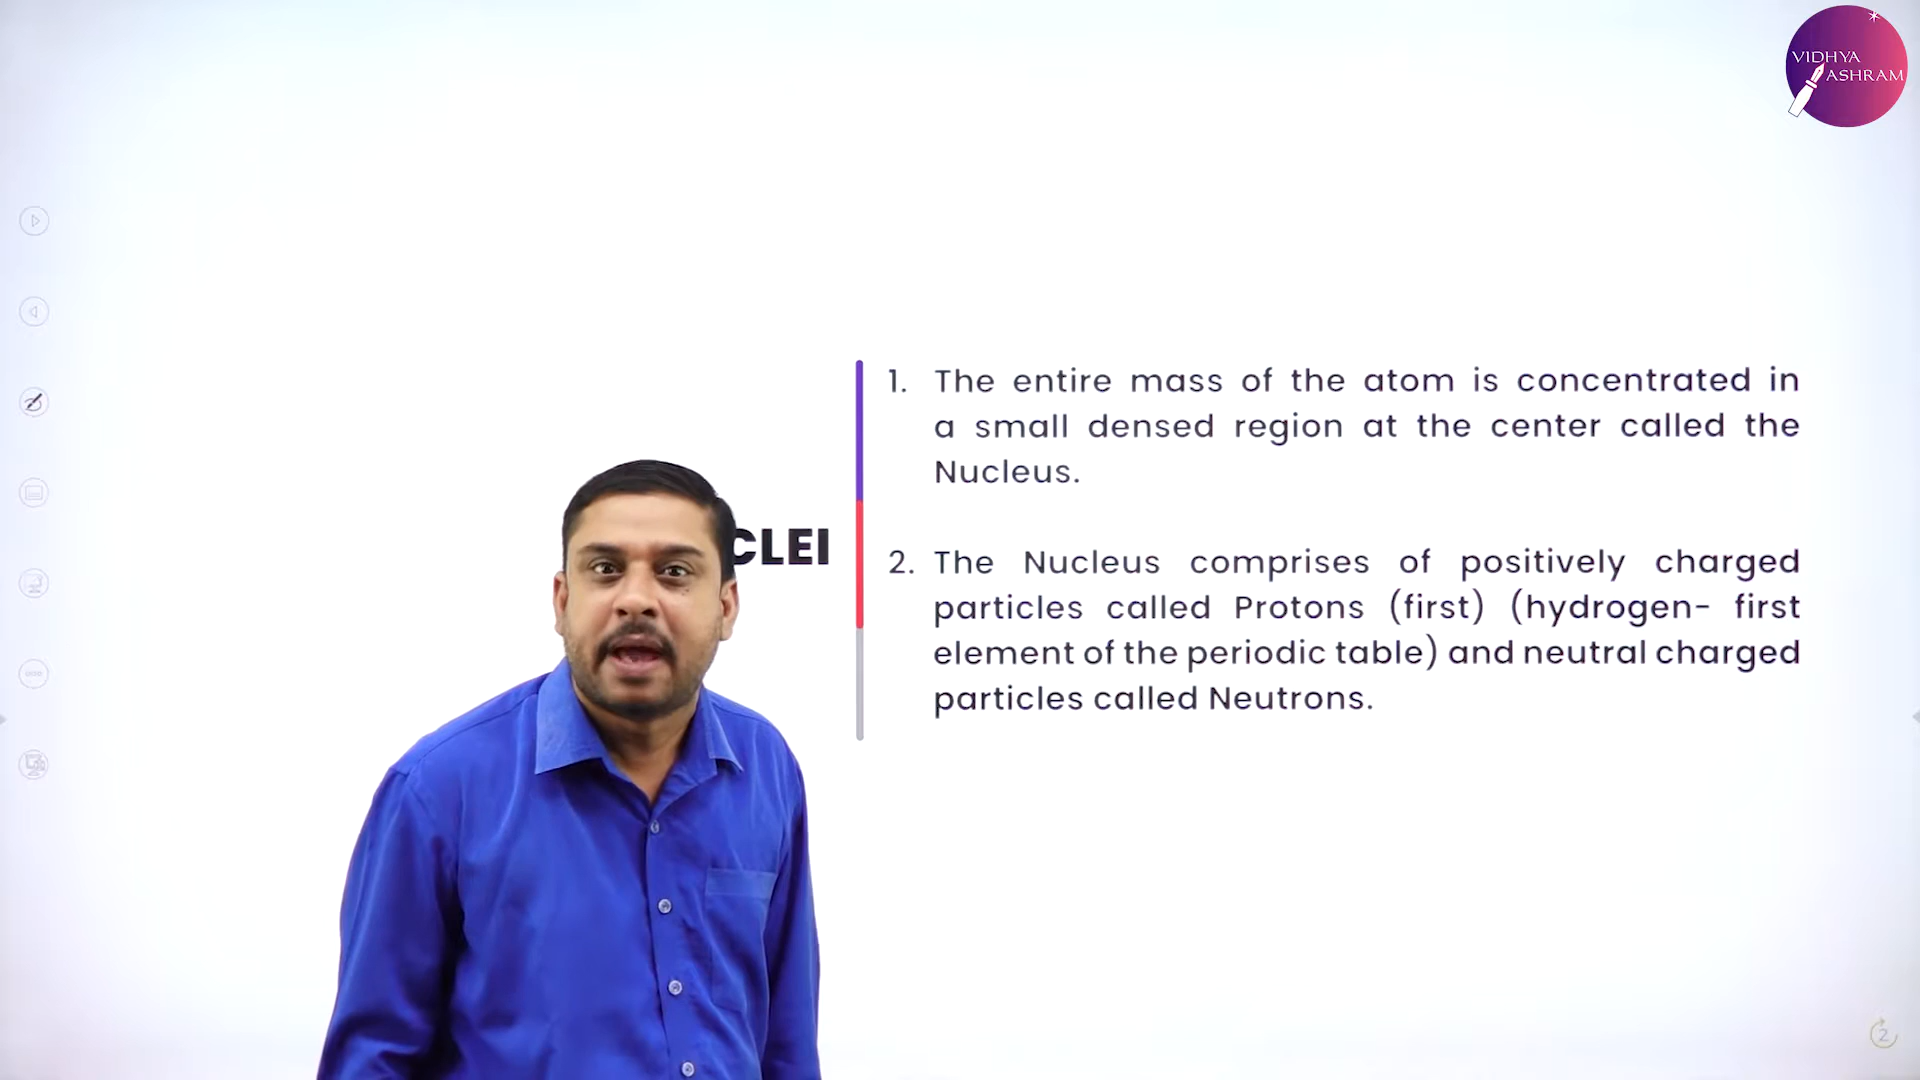 VIDHYA
ASHRAM
1. The entire mass of the atom is concentrated in
a small densed region at the center called the
Nucleus.
CLEI
2. The Nucleus comprises of positively charged
particles called Protons (first) (hydrogen- first
element of the periodic table) and neutral charged
particles called Neutrons.
2